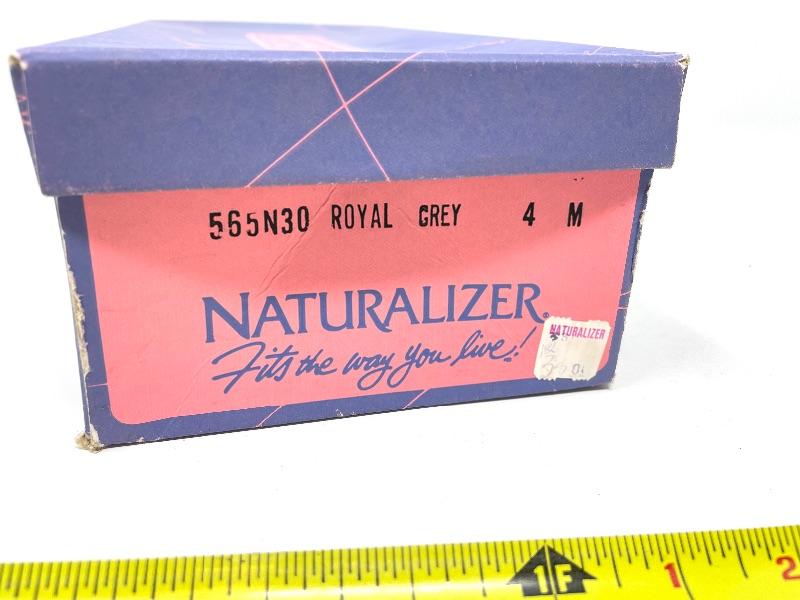 565N30 ROYAL GREY 4 M
NATURALIZER®
Fits the way you live!
NATURALIZER
1F 1 2